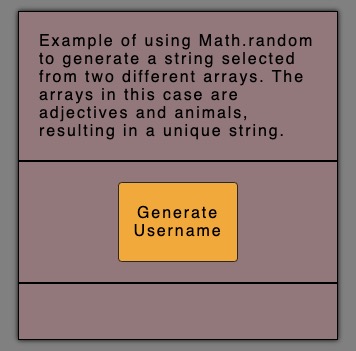 Example of using Math.random
to generate a string selected
from two different arrays. The
arrays in this case are
adjectives and animals,
resulting in a unique string.
Generate
Username